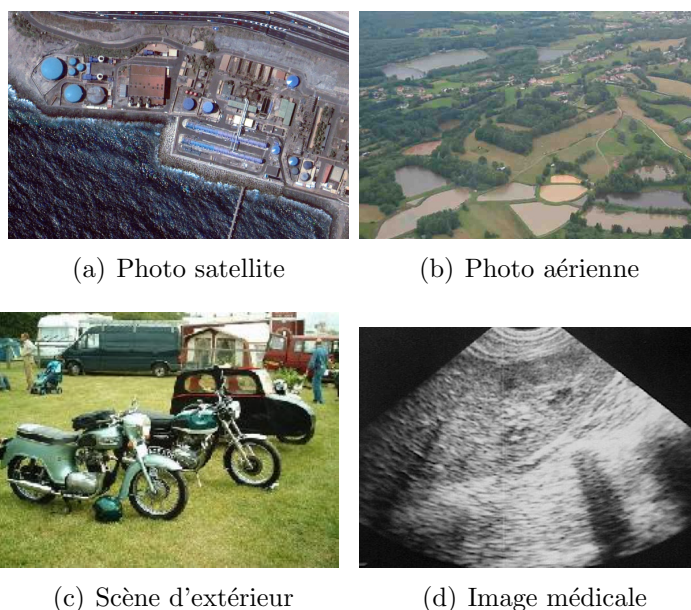 (a) Photo satellite
(b) Photo aérienne
(c) Scène d'extérieur
(d) Image médicale